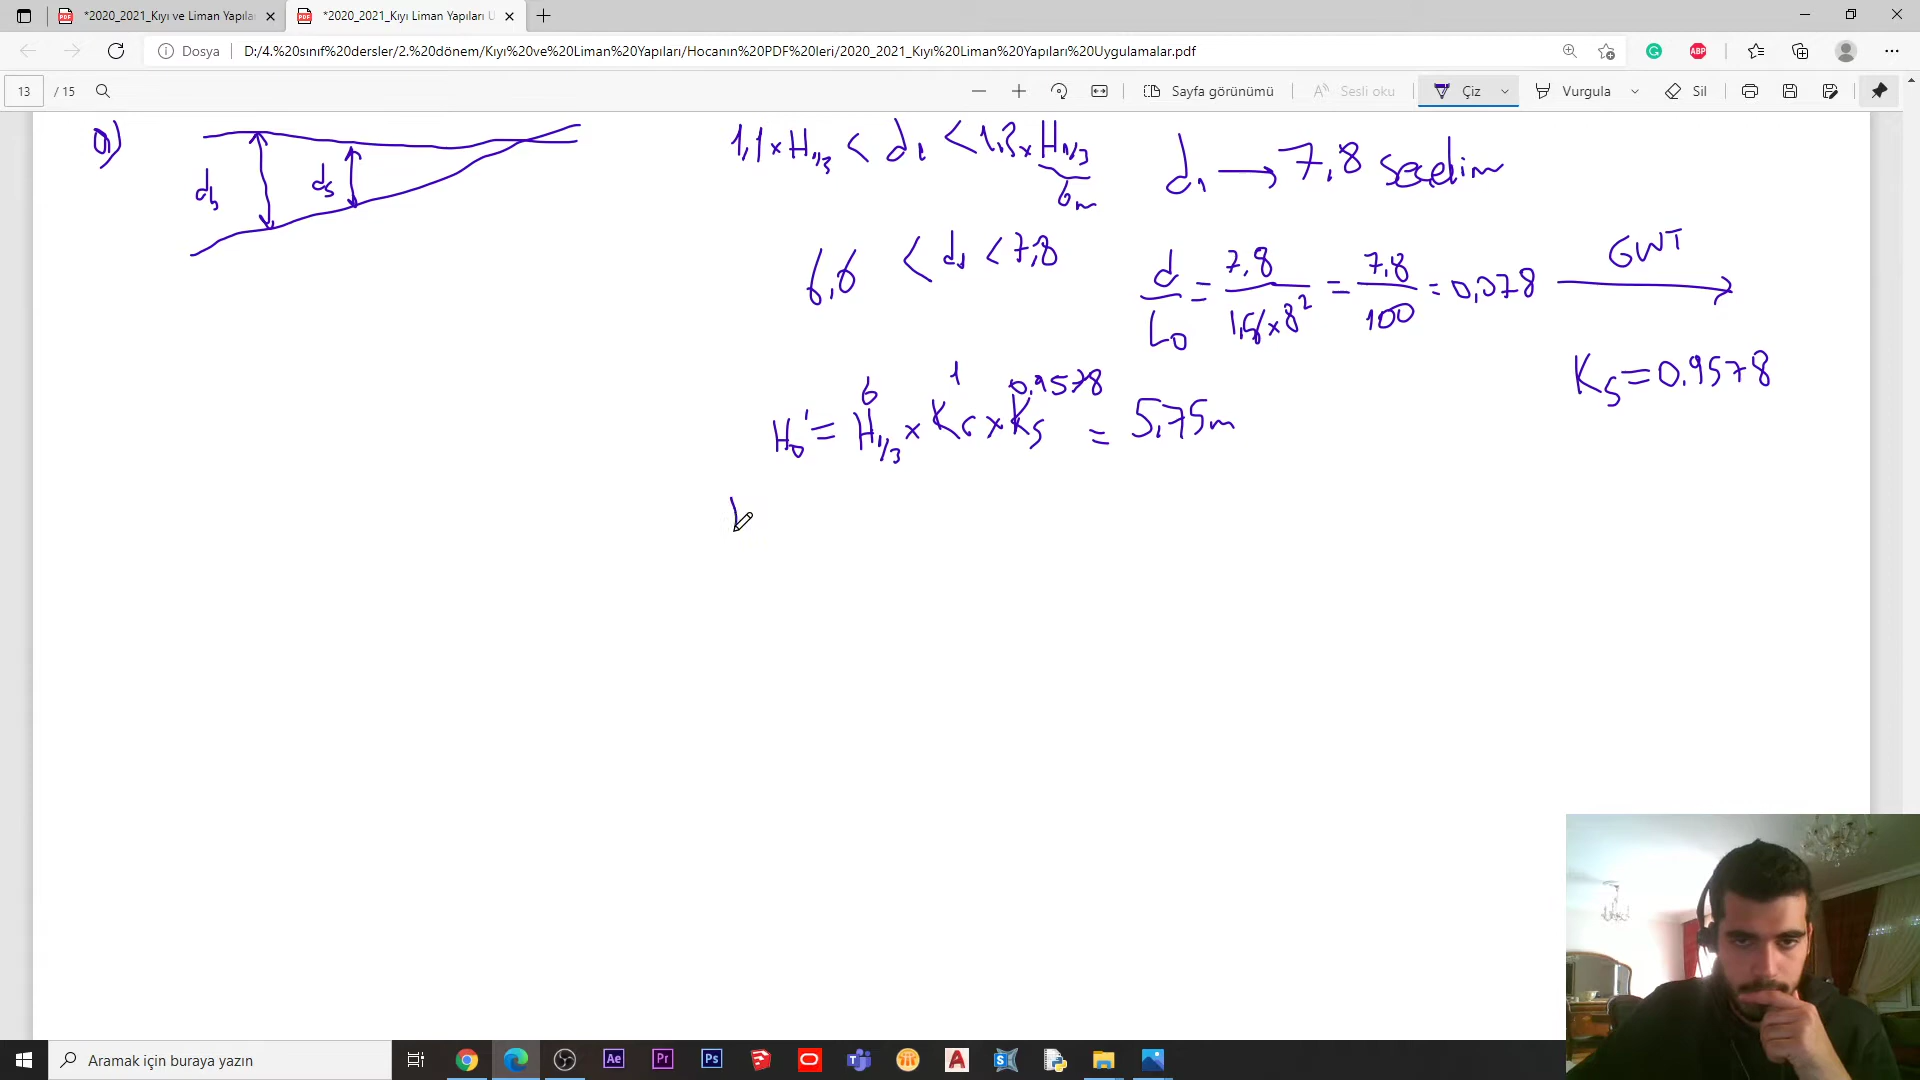 *2020_2021_Kıyı ve Liman Yapıla
*2020_2021_Kıyı Liman Yapıları U
Dosya
D:/4.%20sınıf%20dersler/2.%20dönem/Kıyı%20ve%20Liman%20Yapıları/Hocanın%20PDF%20leri/2020_2021_Kıyı%20Liman%20Yapıları%20Uygulamalar.pdf
13 / 15
Sayfa görünümü
Sesli oku
Çiz
Vurgula
Sil
a)
db
ds
1,1 x H1/3 < d1 < 1,3 x H1/3
6m
d1 → 7,8 seçelim
6,6 < d1 < 7,8
d/L0 = 7,8/1,56x8² = 7,8/100 = 0,078
GWT
Ks = 0.9578
6 1 0.9578
H0' = H1/3 x Kr x Ks = 5,75m
Aramak için buraya yazın